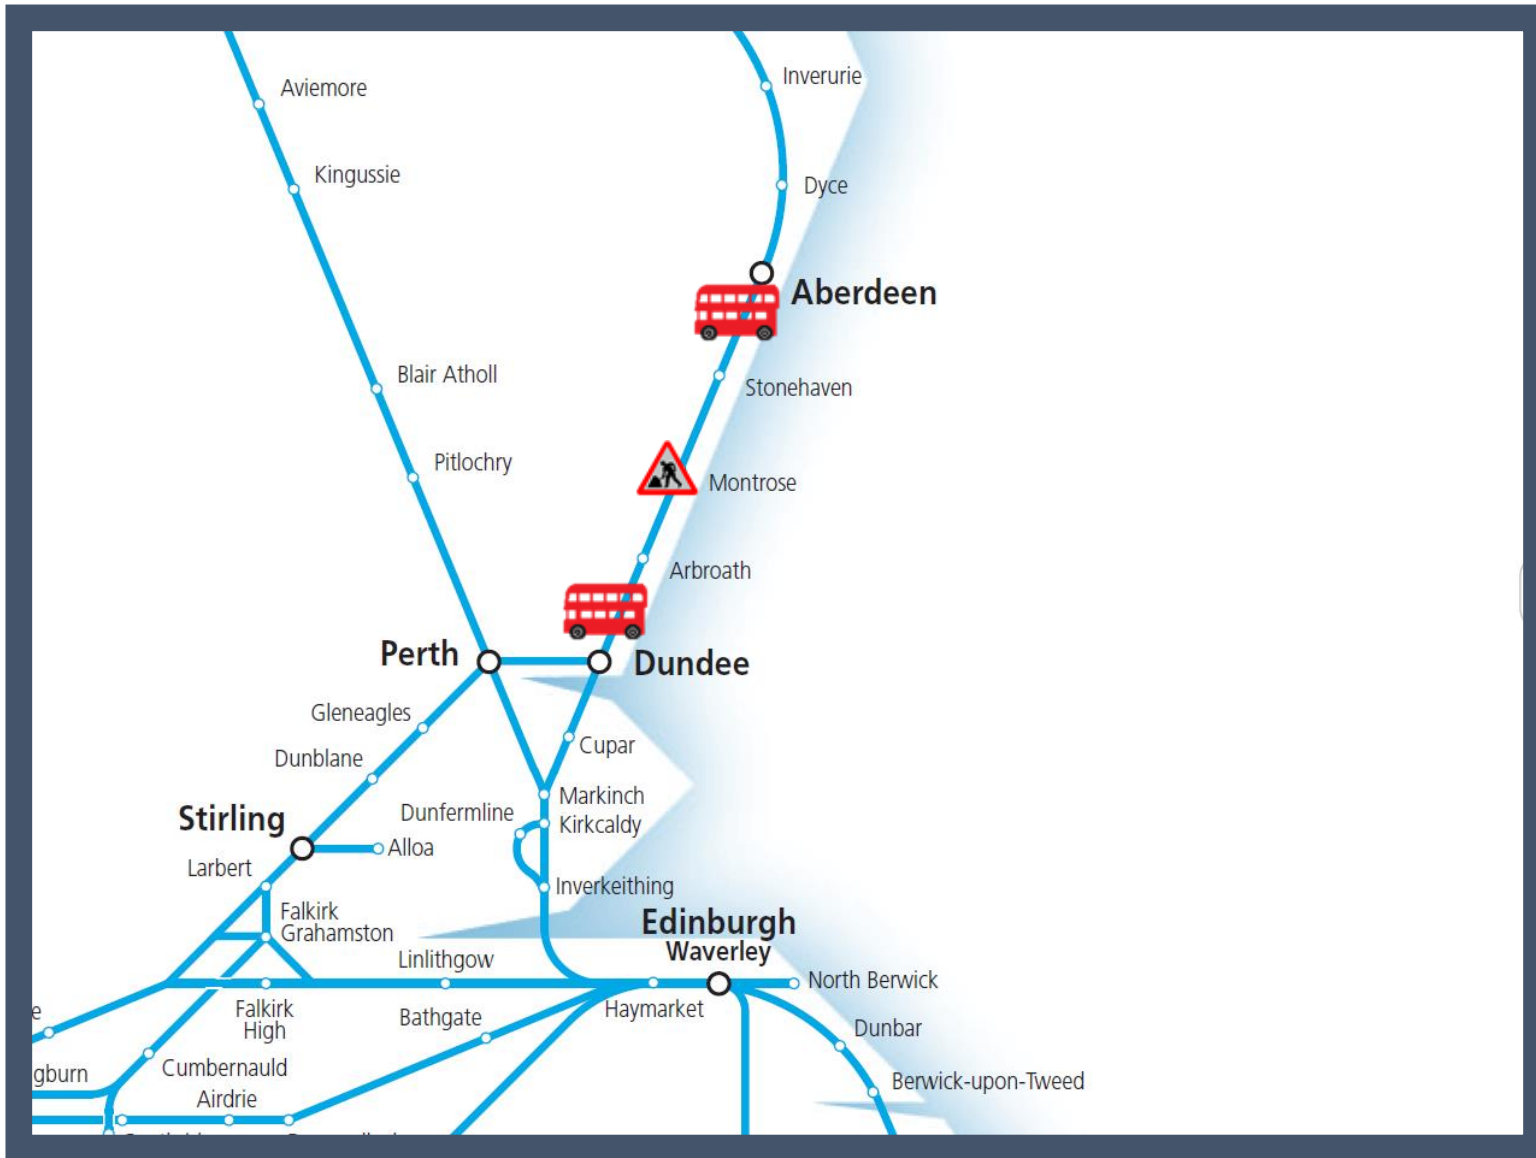 Inverurie
Aviemore
Kingussie
Dyce
Aberdeen
Blair Atholl
Stonehaven
Pitlochry
Montrose
Arbroath
Perth
Dundee
Gleneagles
Cupar
Dunblane
Markinch
Dunfermline
Kirkcaldy
Stirling
Alloa
Larbert
Inverkeithing
Falkirk
Grahamston
Edinburgh
Waverley
Linlithgow
North Berwick
Falkirk
High
Haymarket
Bathgate
Dunbar
e
Cumbernauld
gburn
Berwick-upon-Tweed
Airdrie